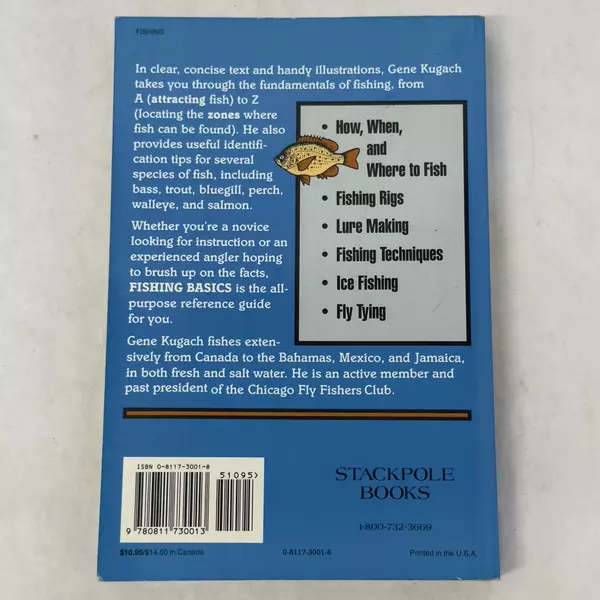 FISHING
In clear, concise text and handy illustrations, Gene Kugach
takes you through the fundamentals of fishing, from
A (attracting fish) to Z
(locating the zones where
fish can be found). He also
provides useful identifi-
cation tips for several
species of fish, including
bass, trout, bluegill, perch,
walleye, and salmon.
Whether you're a novice
looking for instruction or an
experienced angler hoping
to brush up on the facts,
FISHING BASICS is the all-
purpose reference guide
for you.
• How, When,
and
Where to Fish
• Fishing Rigs
• Lure Making
• Fishing Techniques
• Ice Fishing
• Fly Tying
Gene Kugach fishes exten-
sively from Canada to the Bahamas, Mexico, and Jamaica,
in both fresh and salt water. He is an active member and
past president of the Chicago Fly Fishers Club.
ISBN 0-8117-3001-8
51095>
9 780811 730013
STACKPOLE
BOOKS
1-800-732-3669
$10.95/$14.50 in Canada
0-8117-3001-8
Printed in the U.S.A.